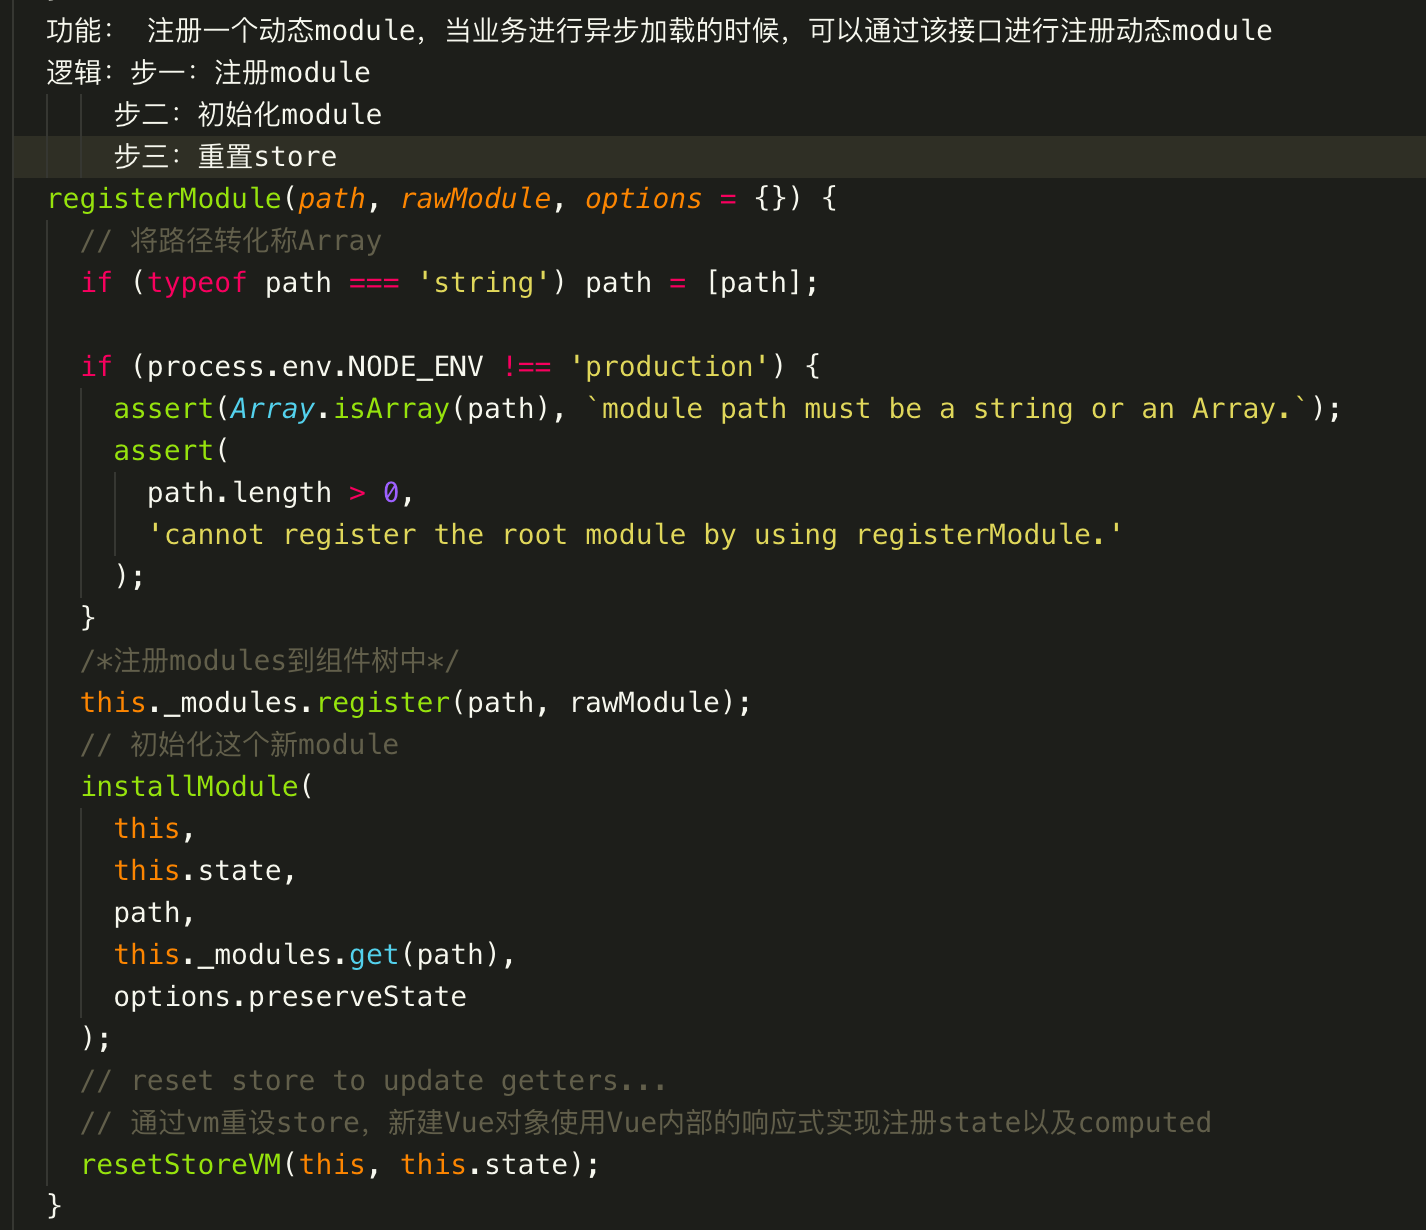 功能： 注册一个动态module，当业务进行异步加载的时候，可以通过该接口进行注册动态module
逻辑：步一：注册module
步二：初始化module
步三：重置store
registerModule(path, rawModule, options = {}) {
// 将路径转化称Array
if (typeof path === 'string') path = [path];
if (process.env.NODE_ENV !== 'production') {
assert(Array.isArray(path), `module path must be a string or an Array.`);
assert(
path.length > 0,
'cannot register the root module by using registerModule.'
);
}
/*注册modules到组件树中*/
this._modules.register(path, rawModule);
// 初始化这个新module
installModule(
this,
this.state,
path,
this._modules.get(path),
options.preserveState
);
// reset store to update getters...
// 通过vm重设store，新建Vue对象使用Vue内部的响应式实现注册state以及computed
resetStoreVM(this, this.state);
}